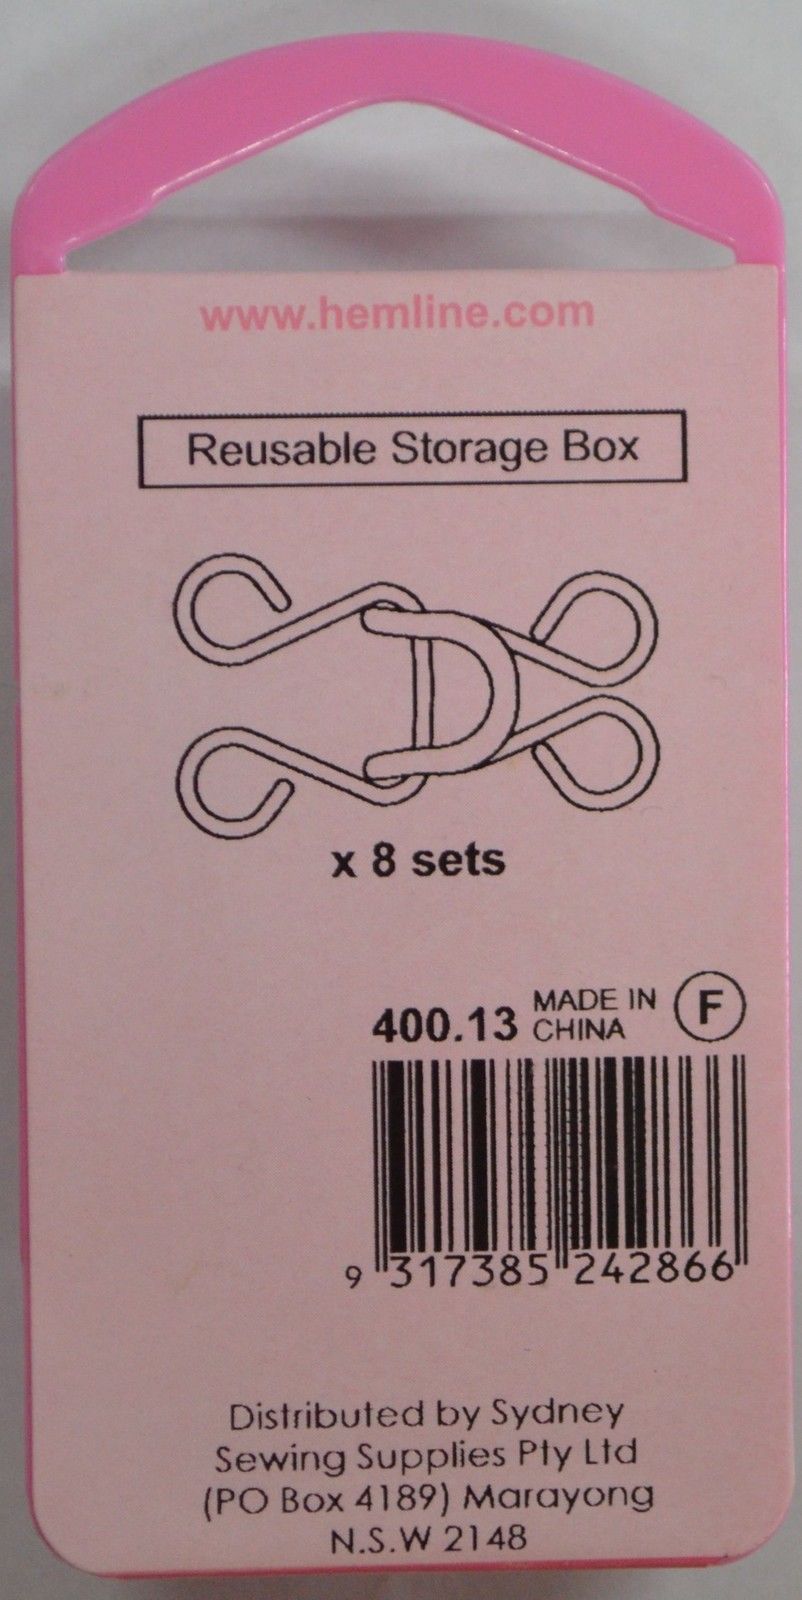 www.hemline.com
Reusable Storage Box
x 8 sets
400.13 MADE IN CHINA F
9 317385 242866
Distributed by Sydney
Sewing Supplies Pty Ltd
(PO Box 4189) Marayong
N.S.W 2148